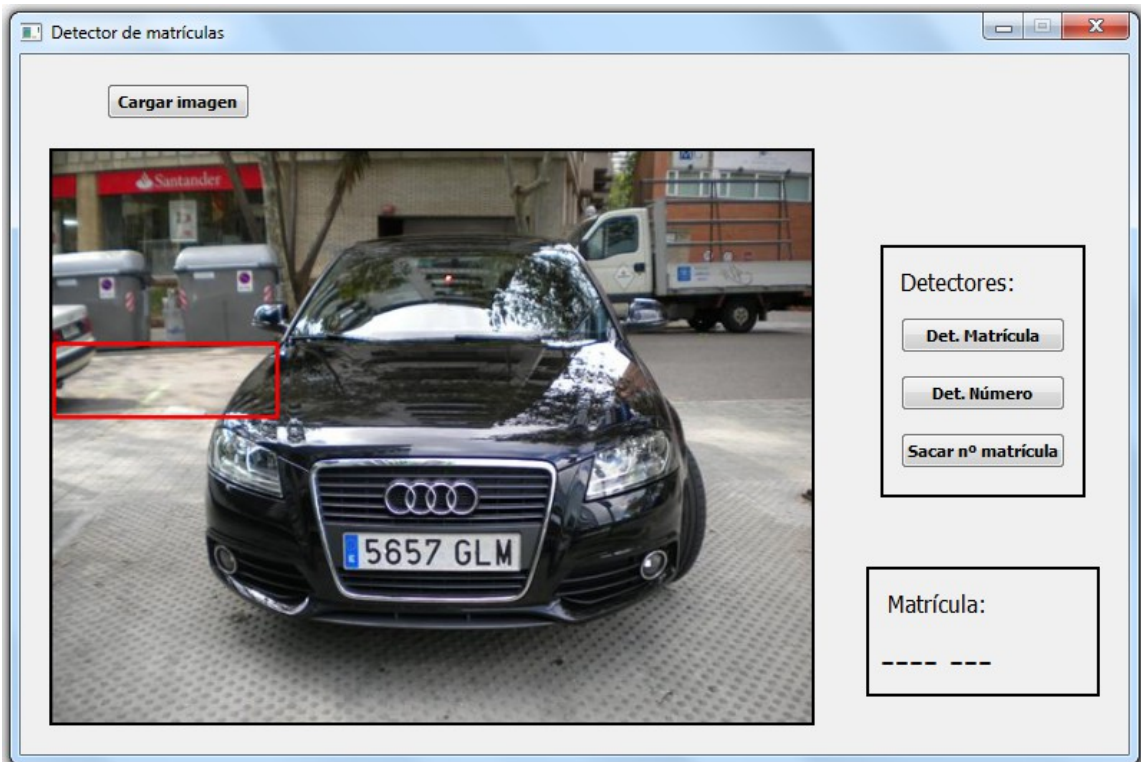 Detector de matrículas
Cargar imagen
Santander
5657 GLM
Detectores:
Det. Matrícula
Det. Número
Sacar nº matrícula
Matrícula:
---- ---